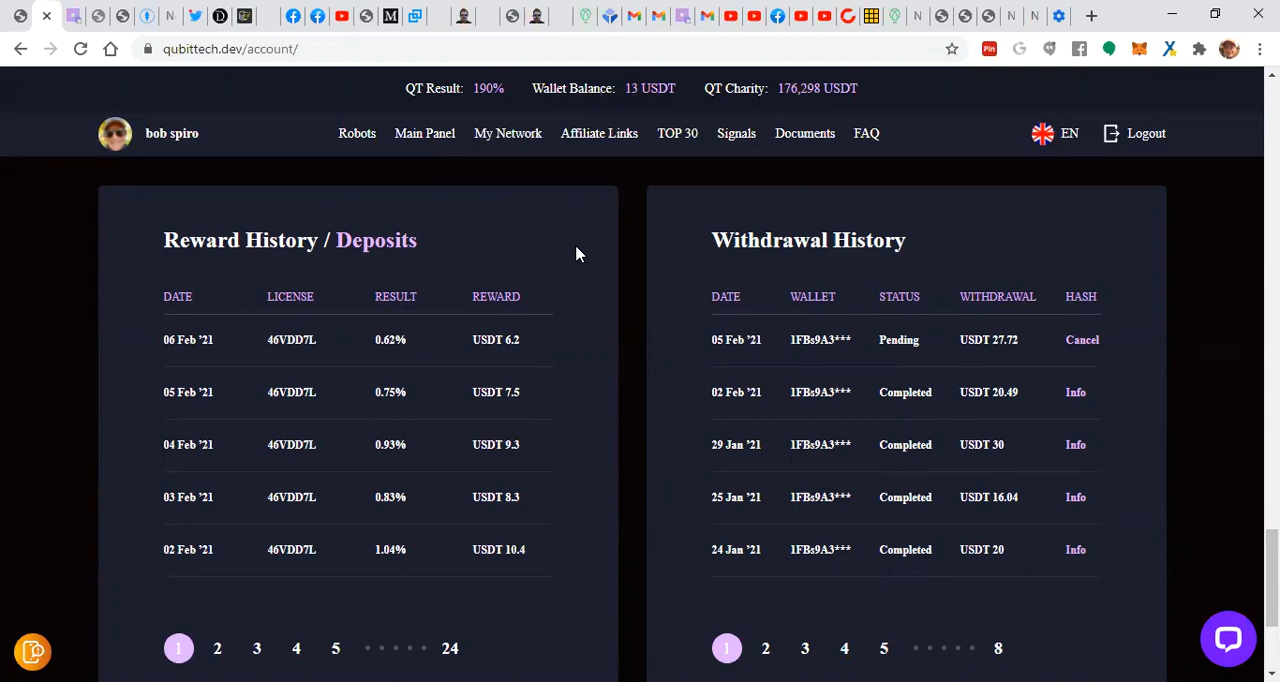 qubittech.dev/account/
QT Result: 190% Wallet Balance: 13 USDT QT Charity: 176,298 USDT
bob spiro Robots Main Panel My Network Affiliate Links TOP 30 Signals Documents FAQ EN Logout
Reward History / Deposits
DATE LICENSE RESULT REWARD
06 Feb ’21 46VDD7L 0.62% USDT 6.2
05 Feb ’21 46VDD7L 0.75% USDT 7.5
04 Feb ’21 46VDD7L 0.93% USDT 9.3
03 Feb ’21 46VDD7L 0.83% USDT 8.3
02 Feb ’21 46VDD7L 1.04% USDT 10.4
1 2 3 4 5 24
Withdrawal History
DATE WALLET STATUS WITHDRAWAL HASH
05 Feb ’21 1FBs9A3*** Pending USDT 27.72 Cancel
02 Feb ’21 1FBs9A3*** Completed USDT 20.49 Info
29 Jan ’21 1FBs9A3*** Completed USDT 30 Info
25 Jan ’21 1FBs9A3*** Completed USDT 16.04 Info
24 Jan ’21 1FBs9A3*** Completed USDT 20 Info
1 2 3 4 5 8